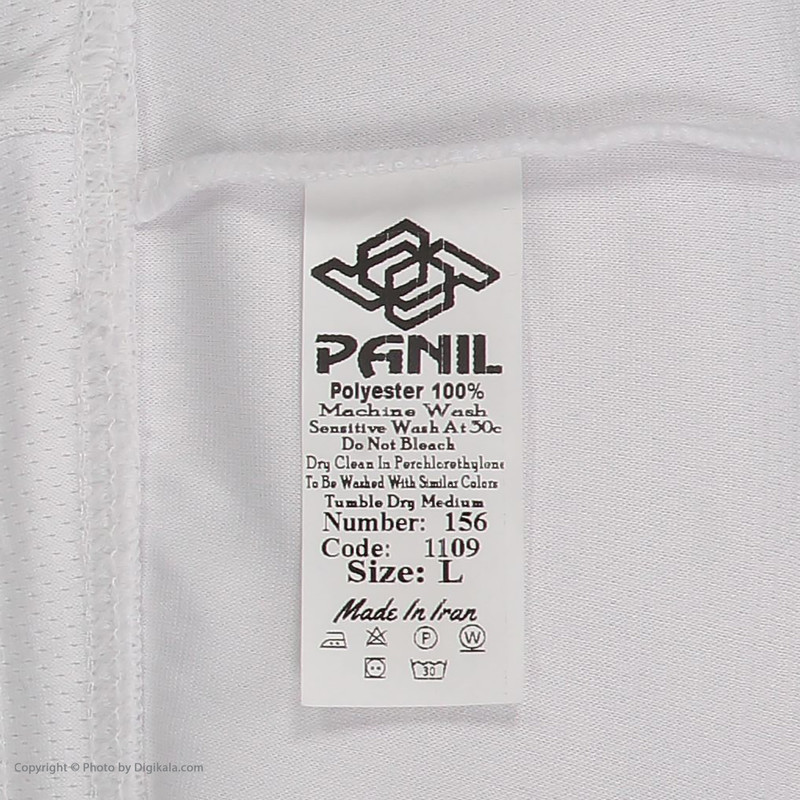 PANIL
Polyester 100%
Machine Wash
Sensitive Wash At 30c
Do Not Bleach
Dry Clean In Perchlorethylone
To Be Washed With Similar Colors
Tumble Dry Medium
Number: 156
Code: 1109
Size: L
Made In Iran
P W
30
Copyright © Photo by Digikala.com